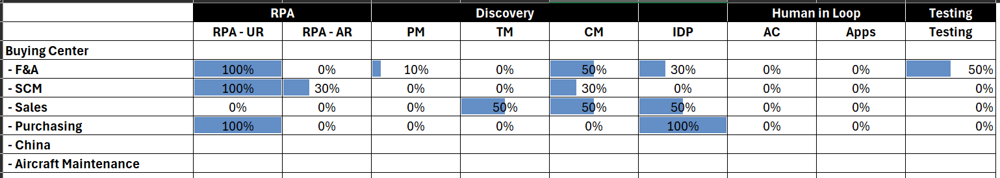 RPA Discovery Human in Loop Testing
RPA - UR RPA - AR PM TM CM IDP AC Apps Testing
Buying Center
- F&A 100% 0% 10% 0% 50% 30% 0% 0% 50%
- SCM 100% 30% 0% 0% 30% 0% 0% 0% 0%
- Sales 0% 0% 0% 50% 50% 50% 0% 0% 0%
- Purchasing 100% 0% 0% 0% 0% 100% 0% 0% 0%
- China
- Aircraft Maintenance